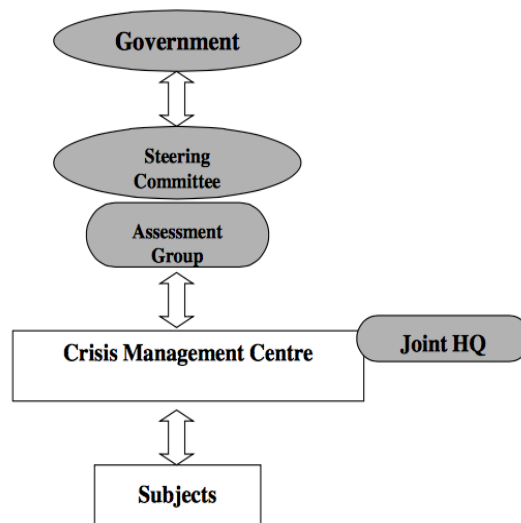 Government
Steering
Committee
Assessment
Group
Crisis Management Centre
Joint HQ
Subjects